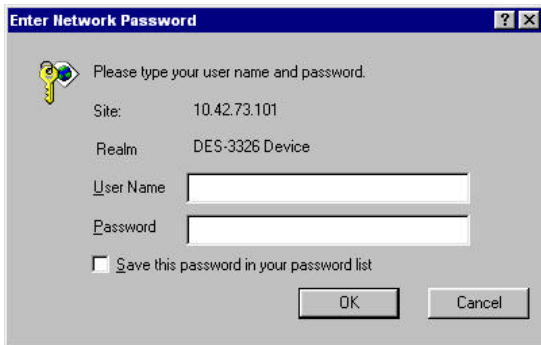 Enter Network Password
? X
Please type your user name and password.
Site: 10.42.73.101
Realm DES-3326 Device
User Name
Password
Save this password in your password list
OK Cancel